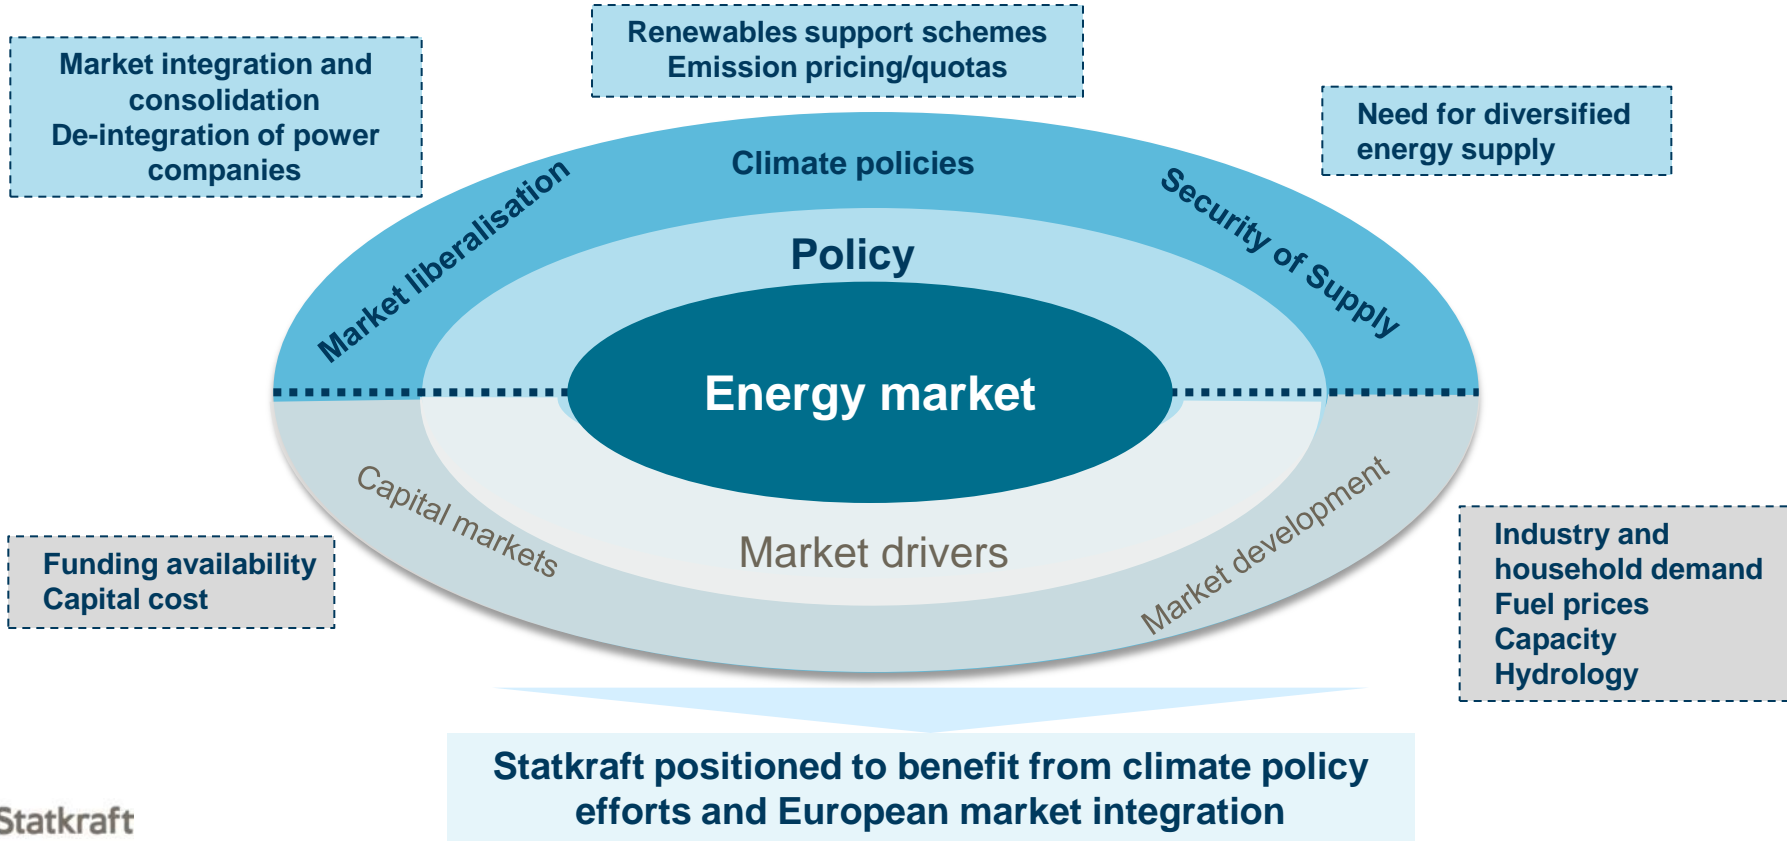 Renewables support schemes
Emission pricing/quotas
Market integration and
consolidation
De-integration of power
companies
Need for diversified
energy supply
Climate policies
Market liberalisation
Security of Supply
Policy
Energy market
Capital markets
Market drivers
Market development
Funding availability
Capital cost
Industry and
household demand
Fuel prices
Capacity
Hydrology
Statkraft positioned to benefit from climate policy
efforts and European market integration
Statkraft